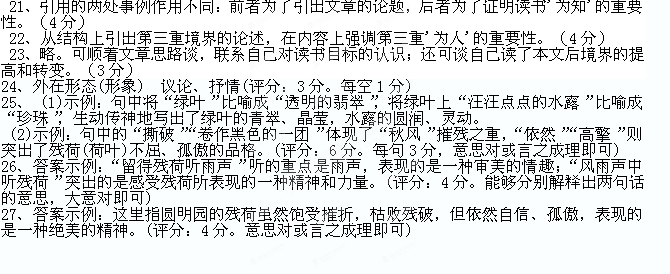 21、引用的两处事例作用不同：前者为了引出文章的论题，后者为了证明读书'为知'的重要
性。（4分）
22、从结构上引出第三重境界的论述，在内容上强调第三重'为人'的重要性。（4分）
23、略。可顺着文章思路谈，联系自己对读书目标的认识；还可谈自己读了本文后境界的提
高和转变。（3分）
24、外在形态(形象)　议论、抒情(评分：3分。每空1分)
25、（1)示例：句中将“绿叶”比喻成“透明的翡翠”，将绿叶上“汪汪点点的水露”比喻成
“珍珠”，生动传神地写出了绿叶的青翠、晶莹，水露的圆润、灵动。
(2)示例：句中的“撕破”“卷作黑色的一团”体现了“秋风”摧残之重，“依然”“高擎”则
突出了残荷(荷叶)不屈、孤傲的品格。(评分：6分。每句3分，意思对或言之成理即可)
26、答案示例：“留得残荷听雨声”听的重点是雨声，表现的是一种审美的情趣；“风雨声中
听残荷”突出的是感受残荷所表现的一种精神和力量。(评分：4分。能够分别解释出两句话
的意思，大意对即可)
27、答案示例：这里指圆明园的残荷虽然饱受摧折，枯败残破，但依然自信、孤傲，表现的
是一种绝美的精神。(评分：4分。意思对或言之成理即可)